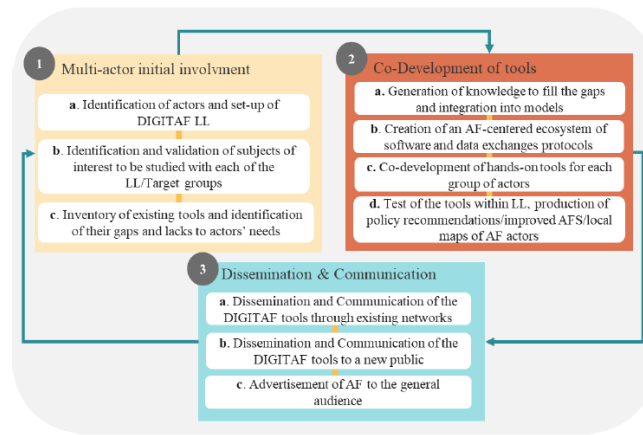 1
Multi-actor initial involvment
a. Identification of actors and set-up of
DIGITAF LL
b. Identification and validation of subjects of
interest to be studied with each of the
LL/Target groups
c. Inventory of existing tools and identification
of their gaps and lacks to actors' needs
2
Co-Development of tools
a. Generation of knowledge to fill the gaps
and integration into models
b. Creation of an AF-centered ecosystem of
software and data exchanges protocols
c. Co-development of hands-on tools for each
group of actors
d. Test of the tools within LL, production of
policy recommendations/improved AFS/local
maps of AF actors
3
Dissemination & Communication
a. Dissemination and Communication of the
DIGITAF tools through existing networks
b. Dissemination and Communication of the
DIGITAF tools to a new public
c. Advertisement of AF to the general
audience